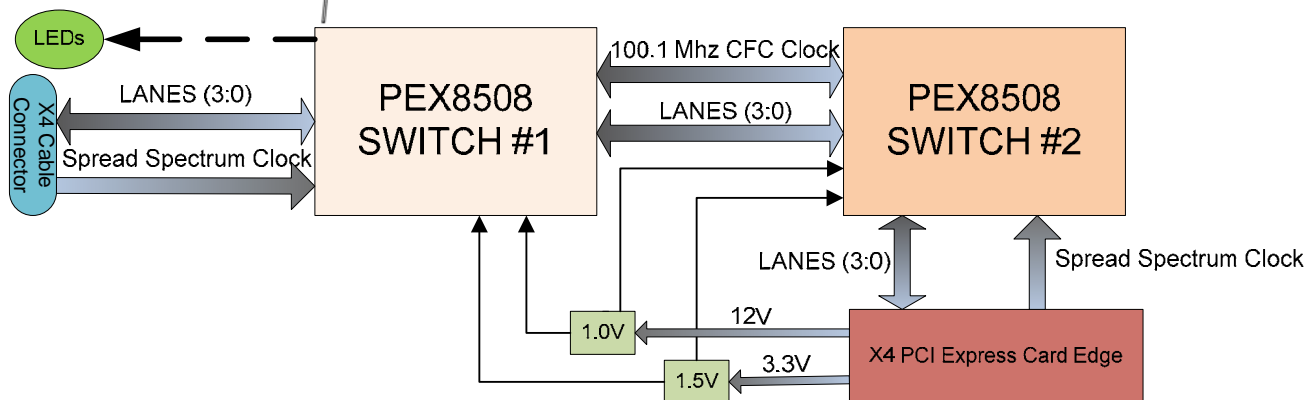 LEDs
100.1 Mhz CFC Clock
LANES (3:0)
LANES (3:0)
X4 Cable
Connector
Spread Spectrum Clock
PEX8508
SWITCH #1
PEX8508
SWITCH #2
LANES (3:0)
Spread Spectrum Clock
1.0V
12V
1.5V
3.3V
X4 PCI Express Card Edge